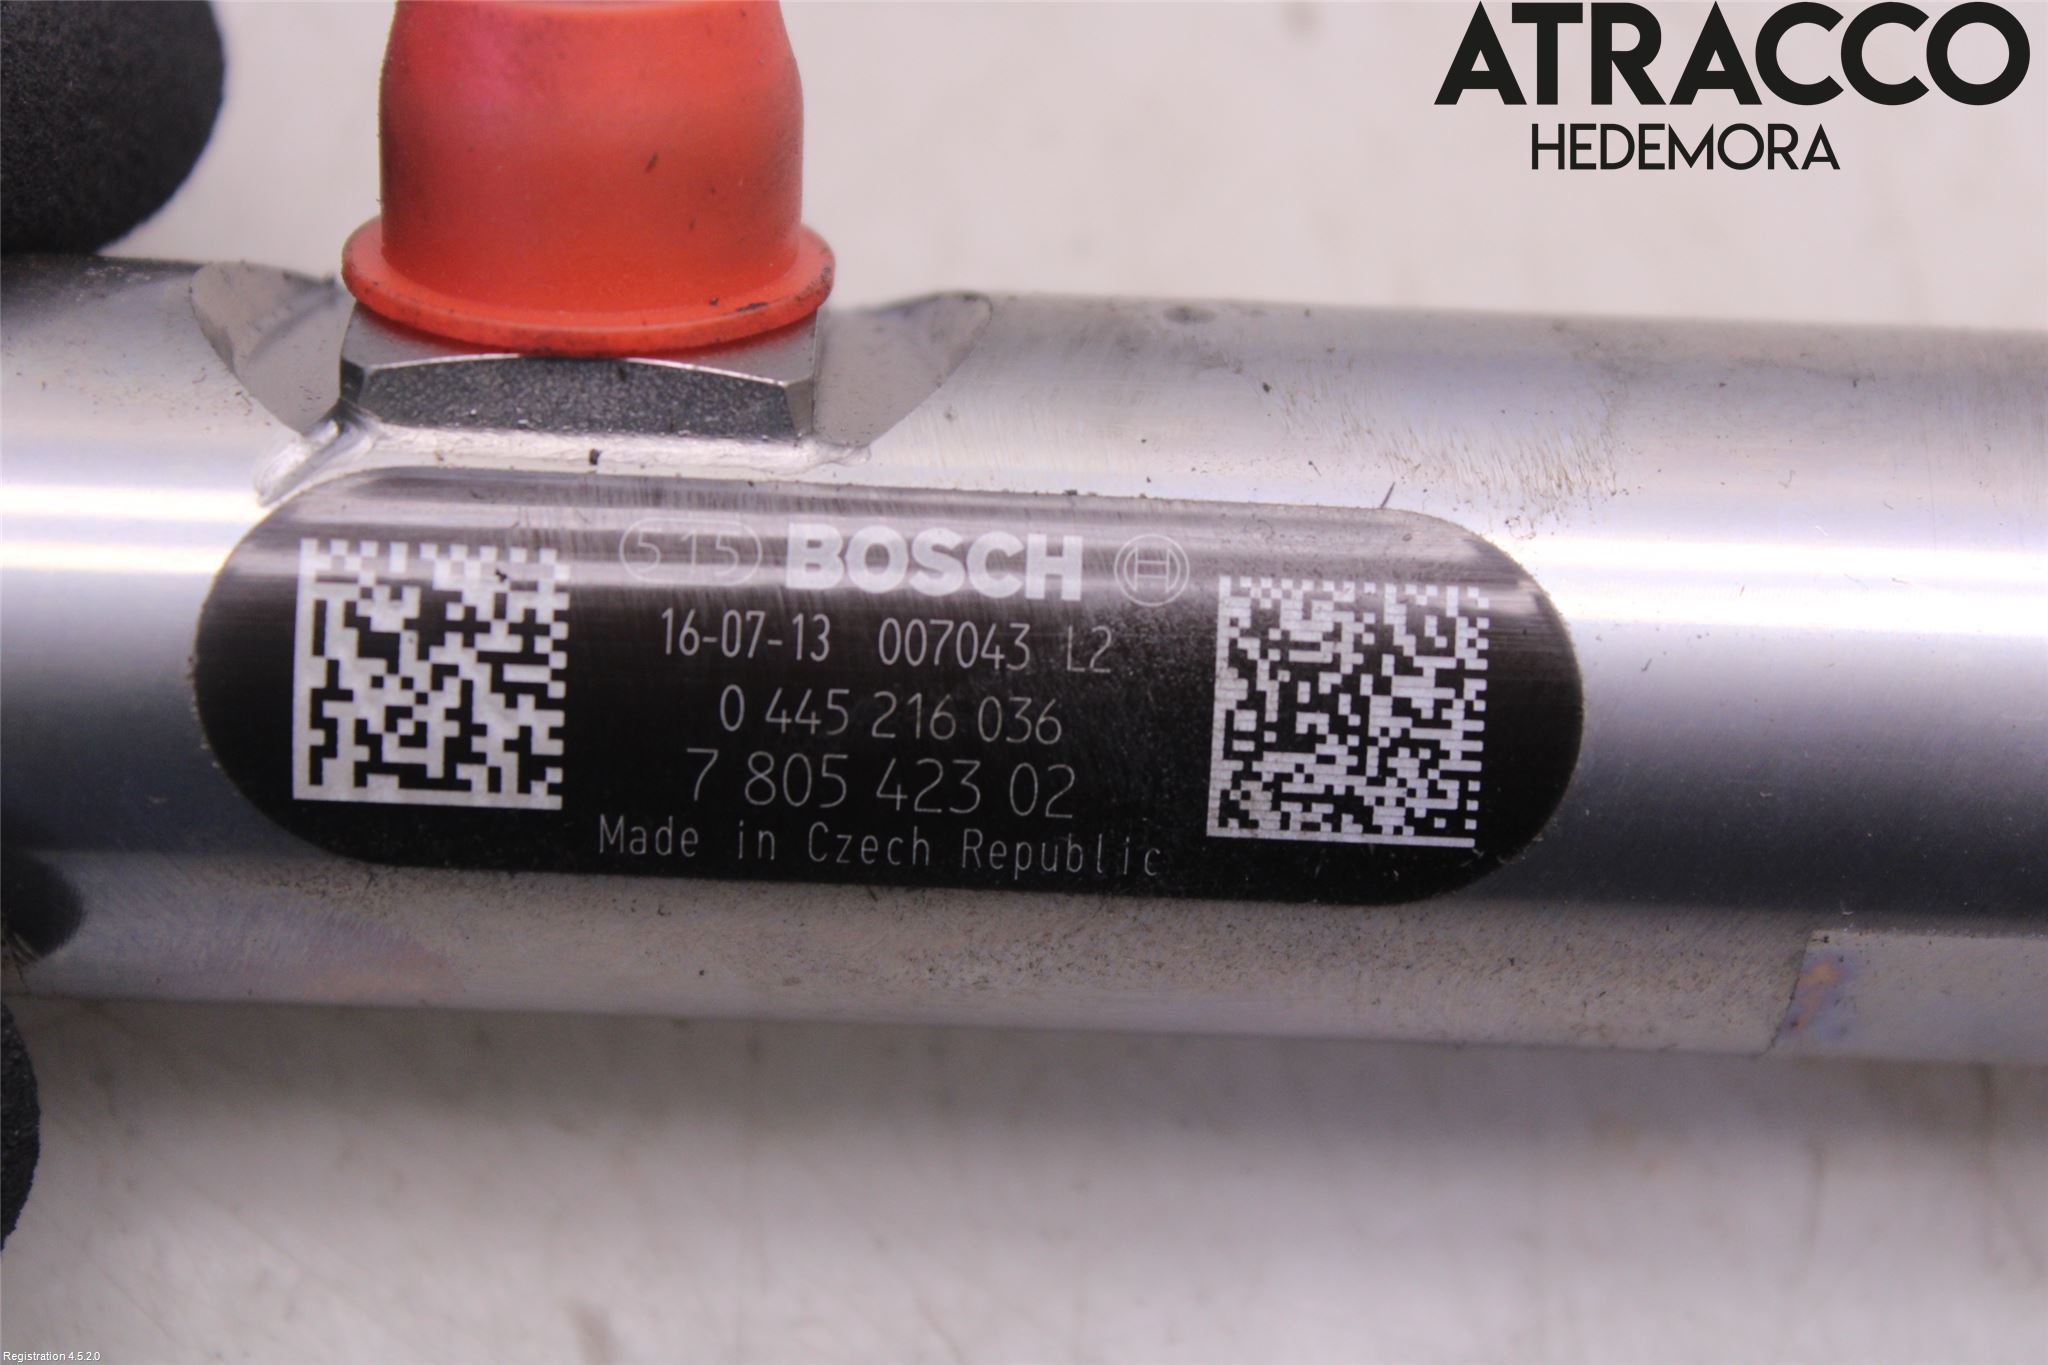 ATRACCO
HEDEMORA
515 BOSCH
16-07-13 007043 L2
0 445 216 036
7 805 423 02
Made in Czech Republic
Registration 4.5.2.0